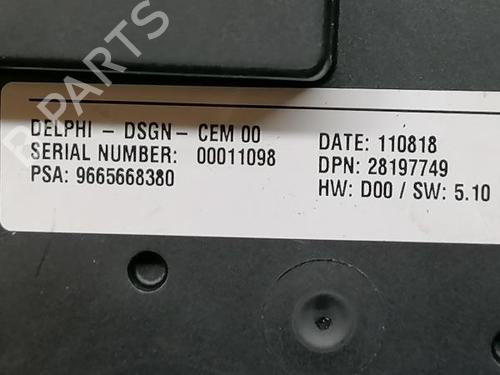 B PARTS
DELPHI - DSGN - CEM 00
SERIAL NUMBER: 00011098
PSA: 9665668380
DATE: 110818
DPN: 28197749
HW: D00 / SW: 5.10